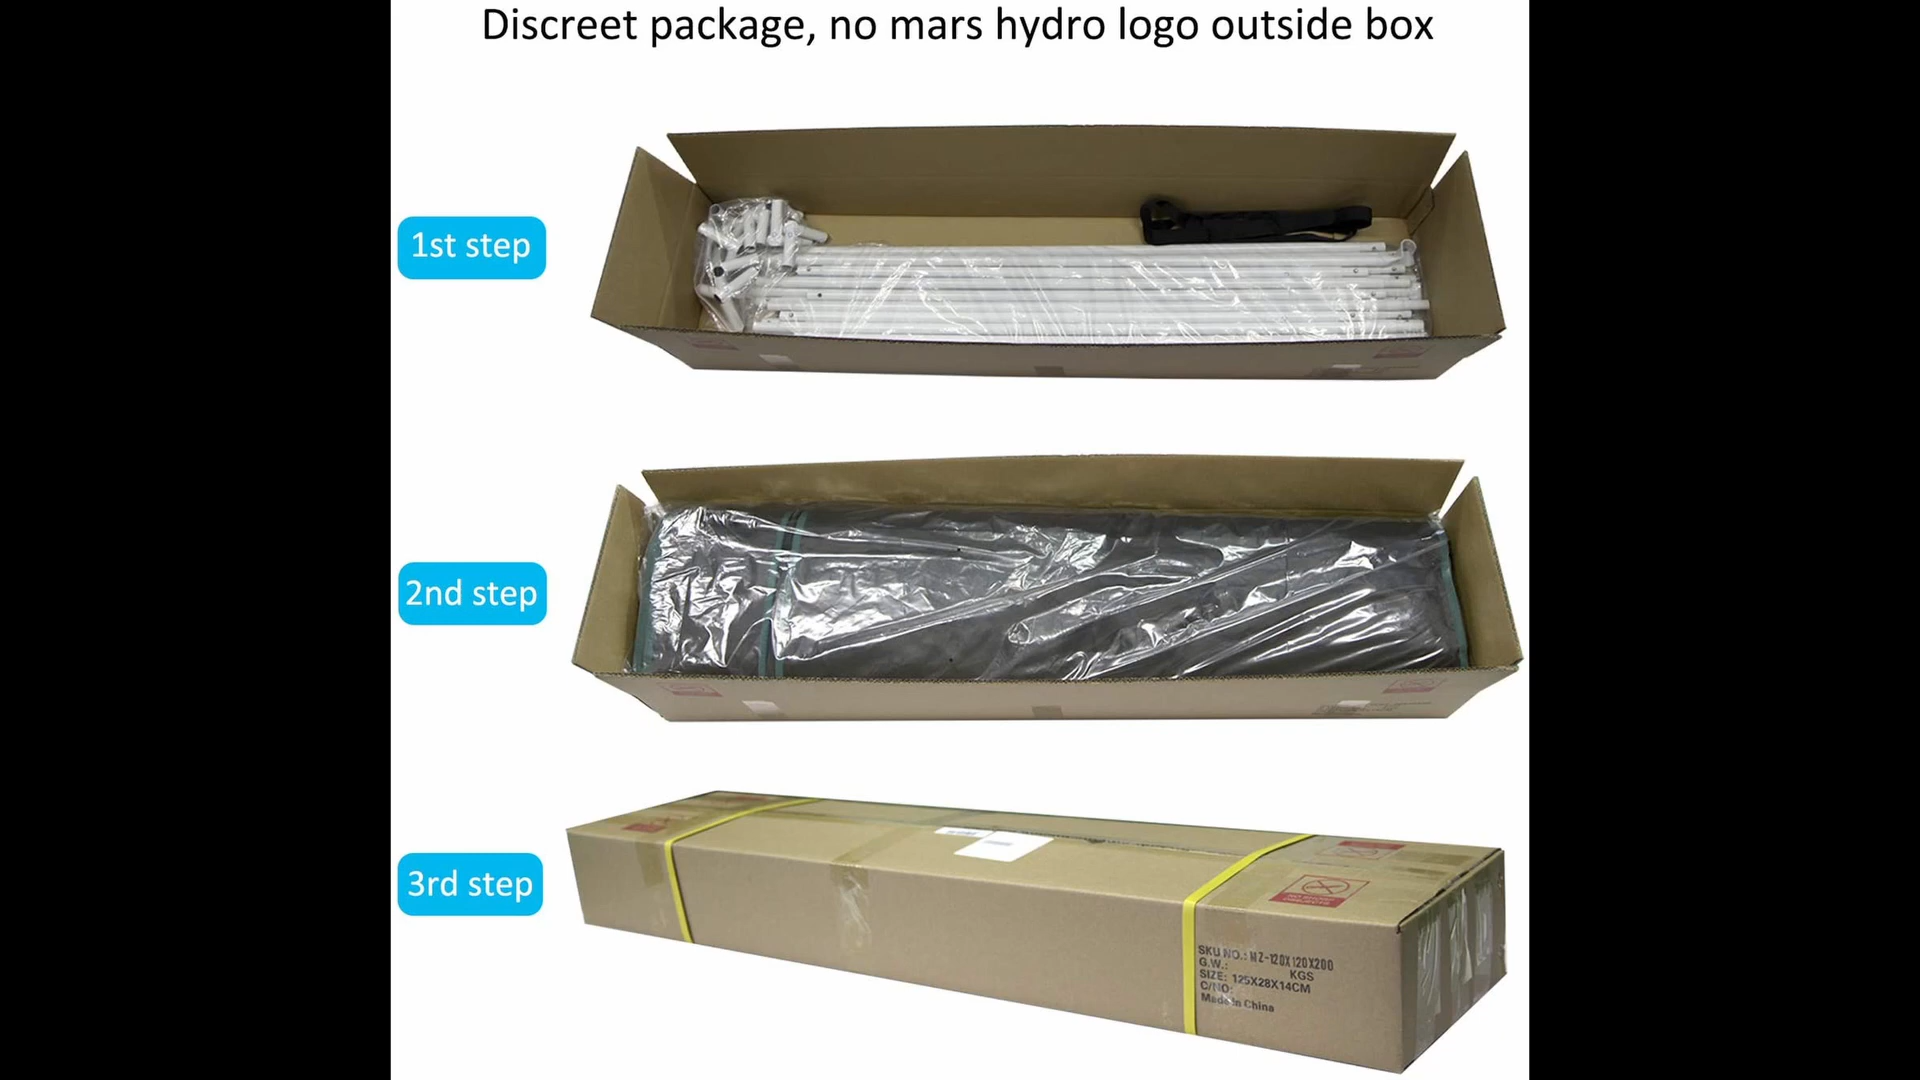 Discreet package, no mars hydro logo outside box
1st step
2nd step
3rd step
SKU NO.: MZ-120X120X200
G.W.: KGS
SIZE: 125X28X14CM
C/NO:
Made In China